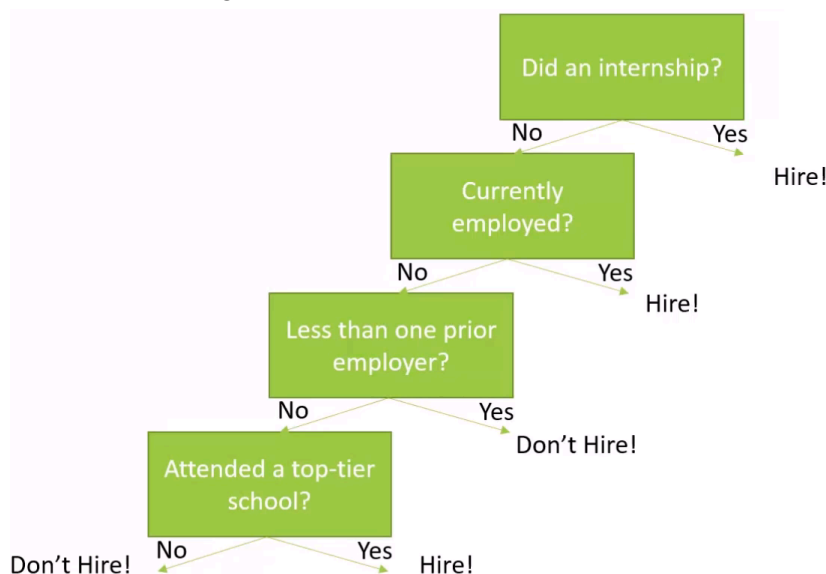 Did an internship?
No
Yes
Hire!
Currently
employed?
No
Yes
Hire!
Less than one prior
employer?
No
Yes
Don’t Hire!
Attended a top-tier
school?
No
Yes
Don’t Hire!
Hire!